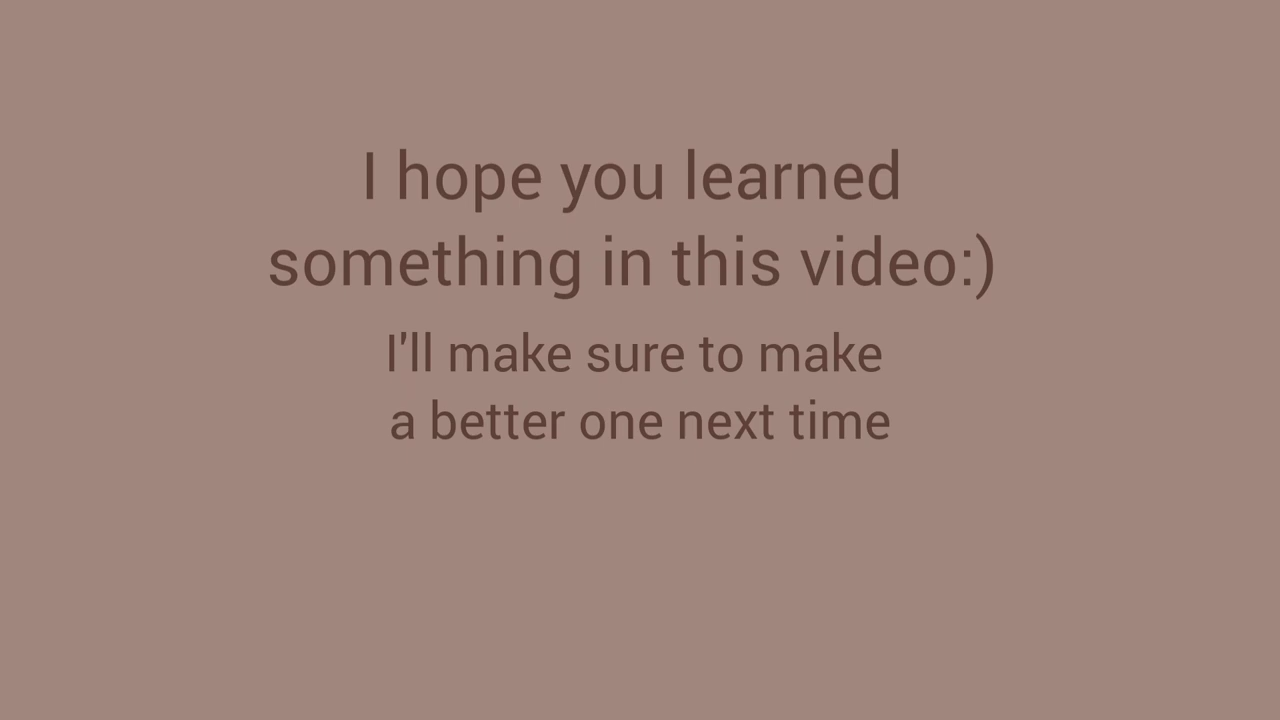 I hope you learned
something in this video:)
I'll make sure to make
a better one next time